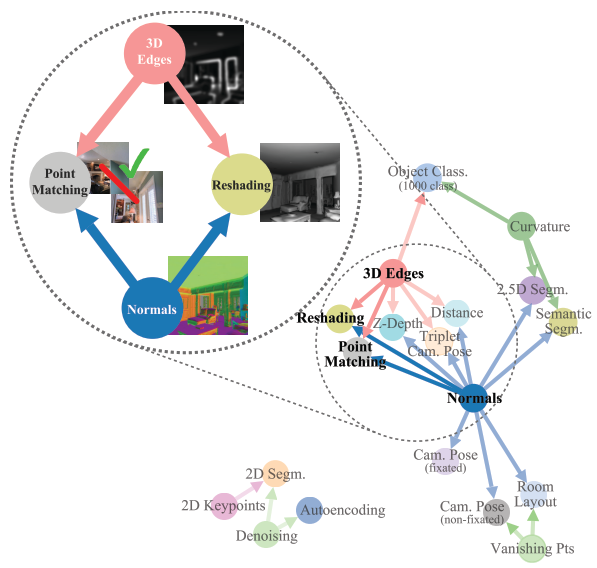 3D
Edges
Point
Matching
Reshading
Normals
Object Class.
(1000 class)
Curvature
3D Edges
2.5D Segm.
Reshading
Z-Depth
Distance
Semantic
Segm.
Triplet
Cam. Pose
Point
Matching
Normals
Cam. Pose
(fixated)
2D Segm.
Room
Layout
2D Keypoints
Autoencoding
Cam. Pose
(non-fixated)
Denoising
Vanishing Pts